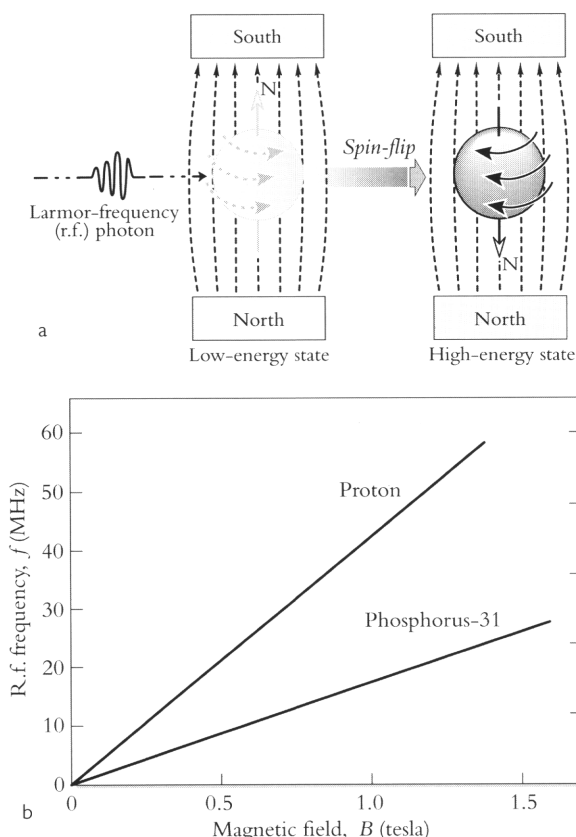 a
South
South
N
Spin-flip
Larmor-frequency
(r.f.) photon
N
North
North
Low-energy state
High-energy state
b
R.f. frequency, f (MHz)
60
50
40
30
20
10
0
Proton
Phosphorus-31
0
0.5
1.0
1.5
Magnetic field, B (tesla)